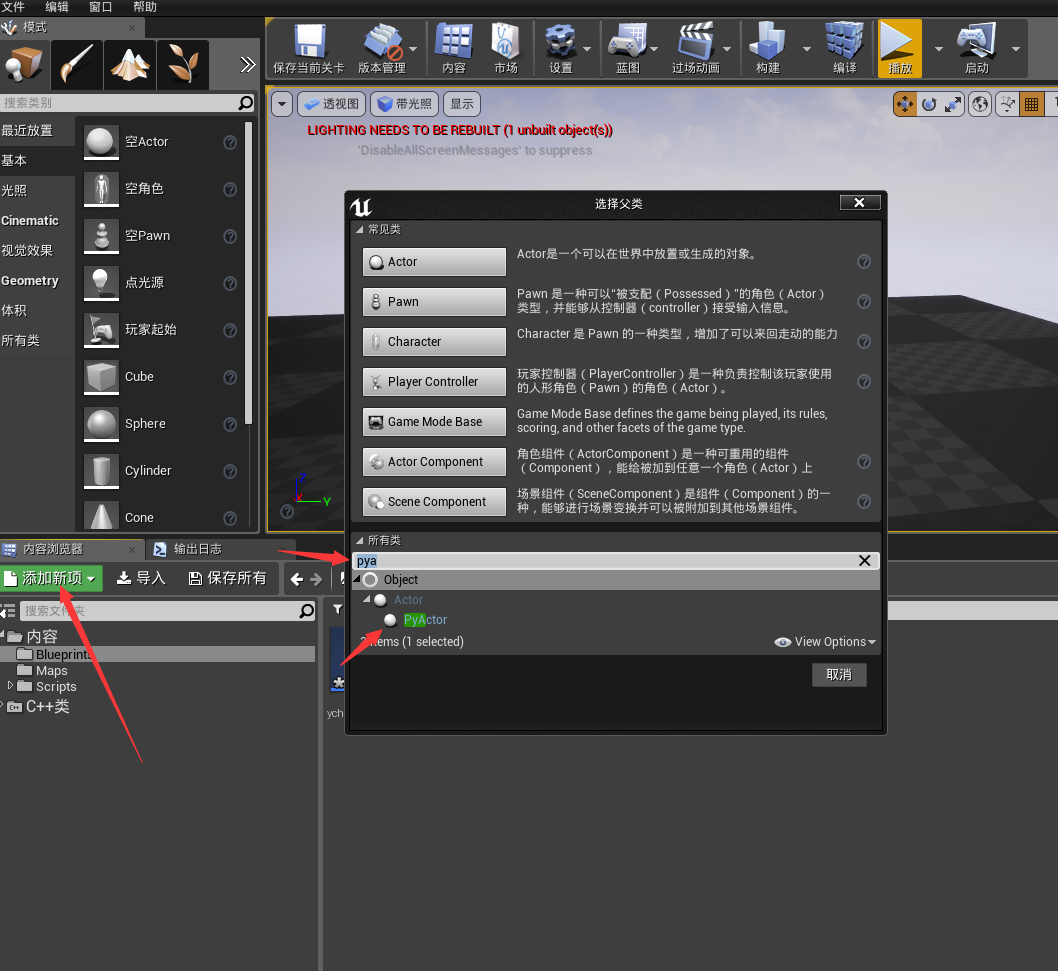 文件 编辑 窗口 帮助
模式
保存当前关卡 版本管理 内容 市场 设置 蓝图 过场动画 构建 编译 播放 启动
搜索类别
最近放置
基本
光照
Cinematic
视觉效果
Geometry
体积
所有类
空Actor
空角色
空Pawn
点光源
玩家起始
Cube
Sphere
Cylinder
Cone
透视图 带光照 显示
LIGHTING NEEDS TO BE REBUILT (1 unbuilt object(s))
'DisableAllScreenMessages' to suppress
Z
Y
选择父类
常见类
Actor
Actor是一个可以在世界中放置或生成的对象。
Pawn
Pawn 是一种可以"被支配（Possessed）"的角色（Actor）
类型，并能够从控制器（controller）接受输入信息。
Character
Character 是 Pawn 的一种类型，增加了可以来回走动的能力
Player Controller
玩家控制器（PlayerController）是一种负责控制该玩家使用
的人形角色（Pawn）的角色（Actor）。
Game Mode Base
Game Mode Base defines the game being played, its rules,
scoring, and other facets of the game type.
Actor Component
角色组件（ActorComponent）是一种可重用的组件
（Component），能给被加到任意一个角色（Actor）上
Scene Component
场景组件（SceneComponent）是组件（Component）的一
种，能够进行场景变换并可以被附加到其他场景组件。
所有类
pya
Object
Actor
PyActor
items (1 selected)
View Options
取消
内容浏览器 输出日志
添加新项 导入 保存所有
搜索文件夹
内容
Blueprints
Maps
Scripts
C++类
ych